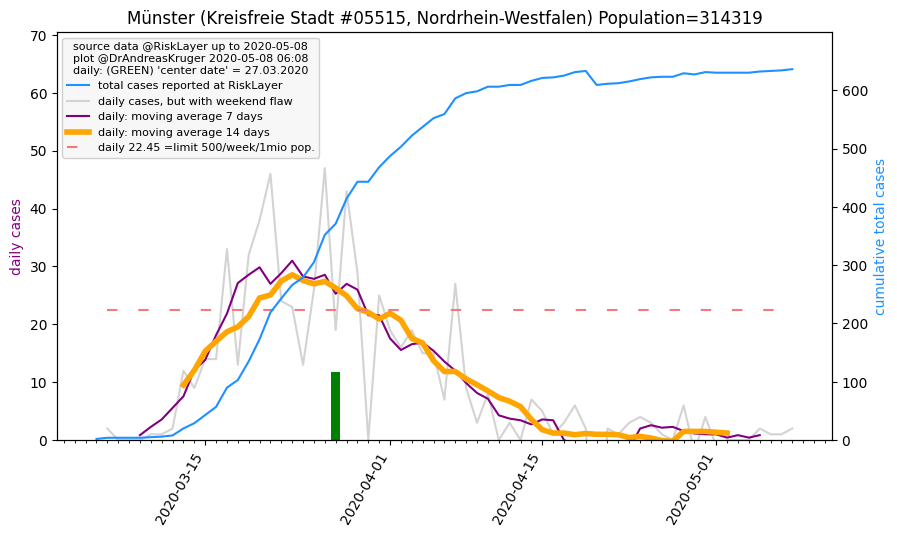 Münster (Kreisfreie Stadt #05515, Nordrhein-Westfalen) Population=314319
source data @RiskLayer up to 2020-05-08
plot @DrAndreasKruger 2020-05-08 06:08
daily: (GREEN) 'center date' = 27.03.2020
total cases reported at RiskLayer
daily cases, but with weekend flaw
daily: moving average 7 days
daily: moving average 14 days
daily 22.45 =limit 500/week/1mio pop.
daily cases
70
60
50
40
30
20
10
0
600
500
400
300
200
100
0
cumulative total cases
2020-03-15
2020-04-01
2020-04-15
2020-05-01